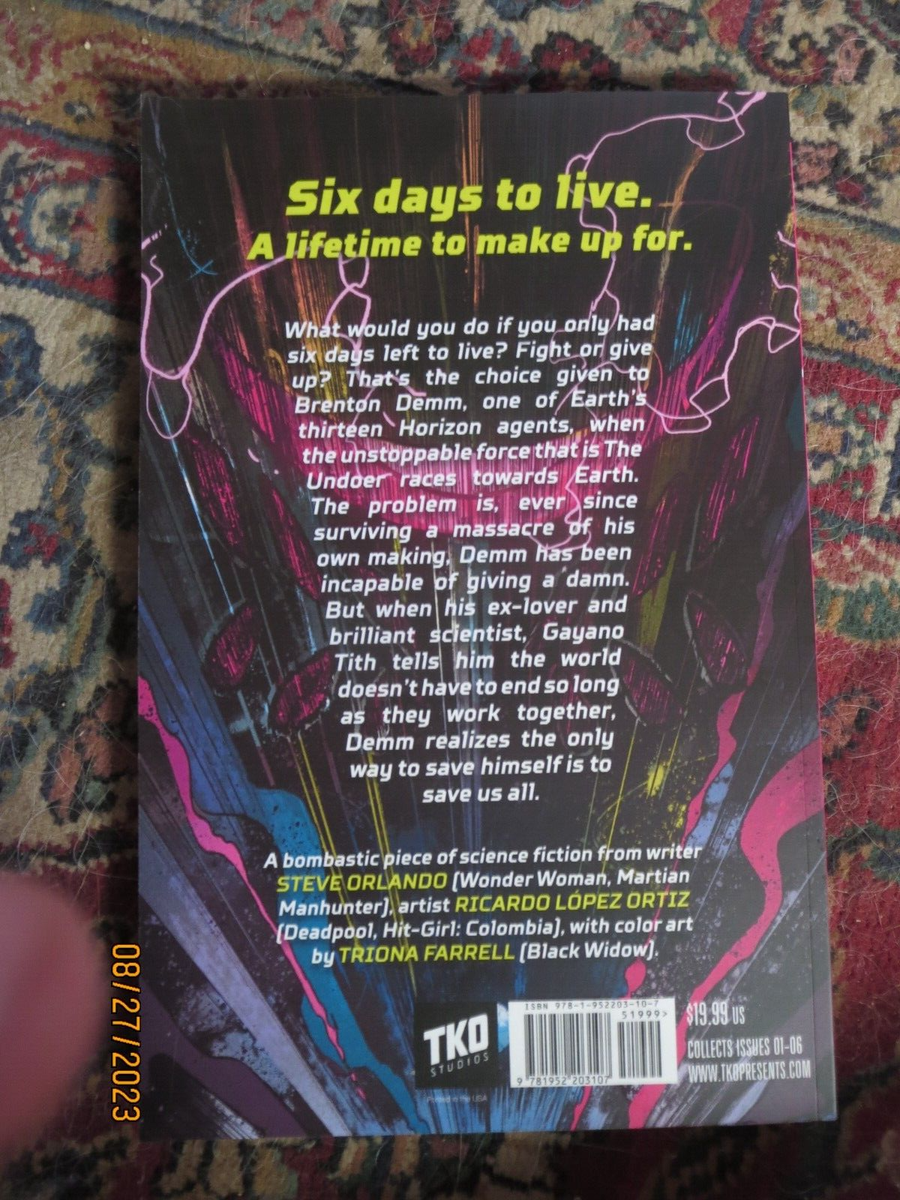 Six days to live.
A lifetime to make up for.
What would you do if you only had
six days left to live? Fight or give
up? That's the choice given to
Brenton Demm, one of Earth's
thirteen Horizon agents, when
the unstoppable force that is The
Undoer races towards Earth.
The problem is, ever since
surviving a massacre of his
own making, Demm has been
incapable of giving a damn.
But when his ex-lover and
brilliant scientist, Gayano
Tith tells him the world
doesn't have to end so long
as they work together,
Demm realizes the only
way to save himself is to
save us all.
A bombastic piece of science fiction from writer
STEVE ORLANDO (Wonder Woman, Martian
Manhunter), artist RICARDO LÓPEZ ORTIZ
(Deadpool, Hit-Girl: Colombia), with color art
by TRIONA FARRELL (Black Widow).
TKO
STUDIOS
Printed in the USA
ISBN 978-1-952203-10-7
51999>
9 781952 203107
$19.99 US
COLLECTS ISSUES 01-06
WWW.TKOPRESENTS.COM
08/27/2023